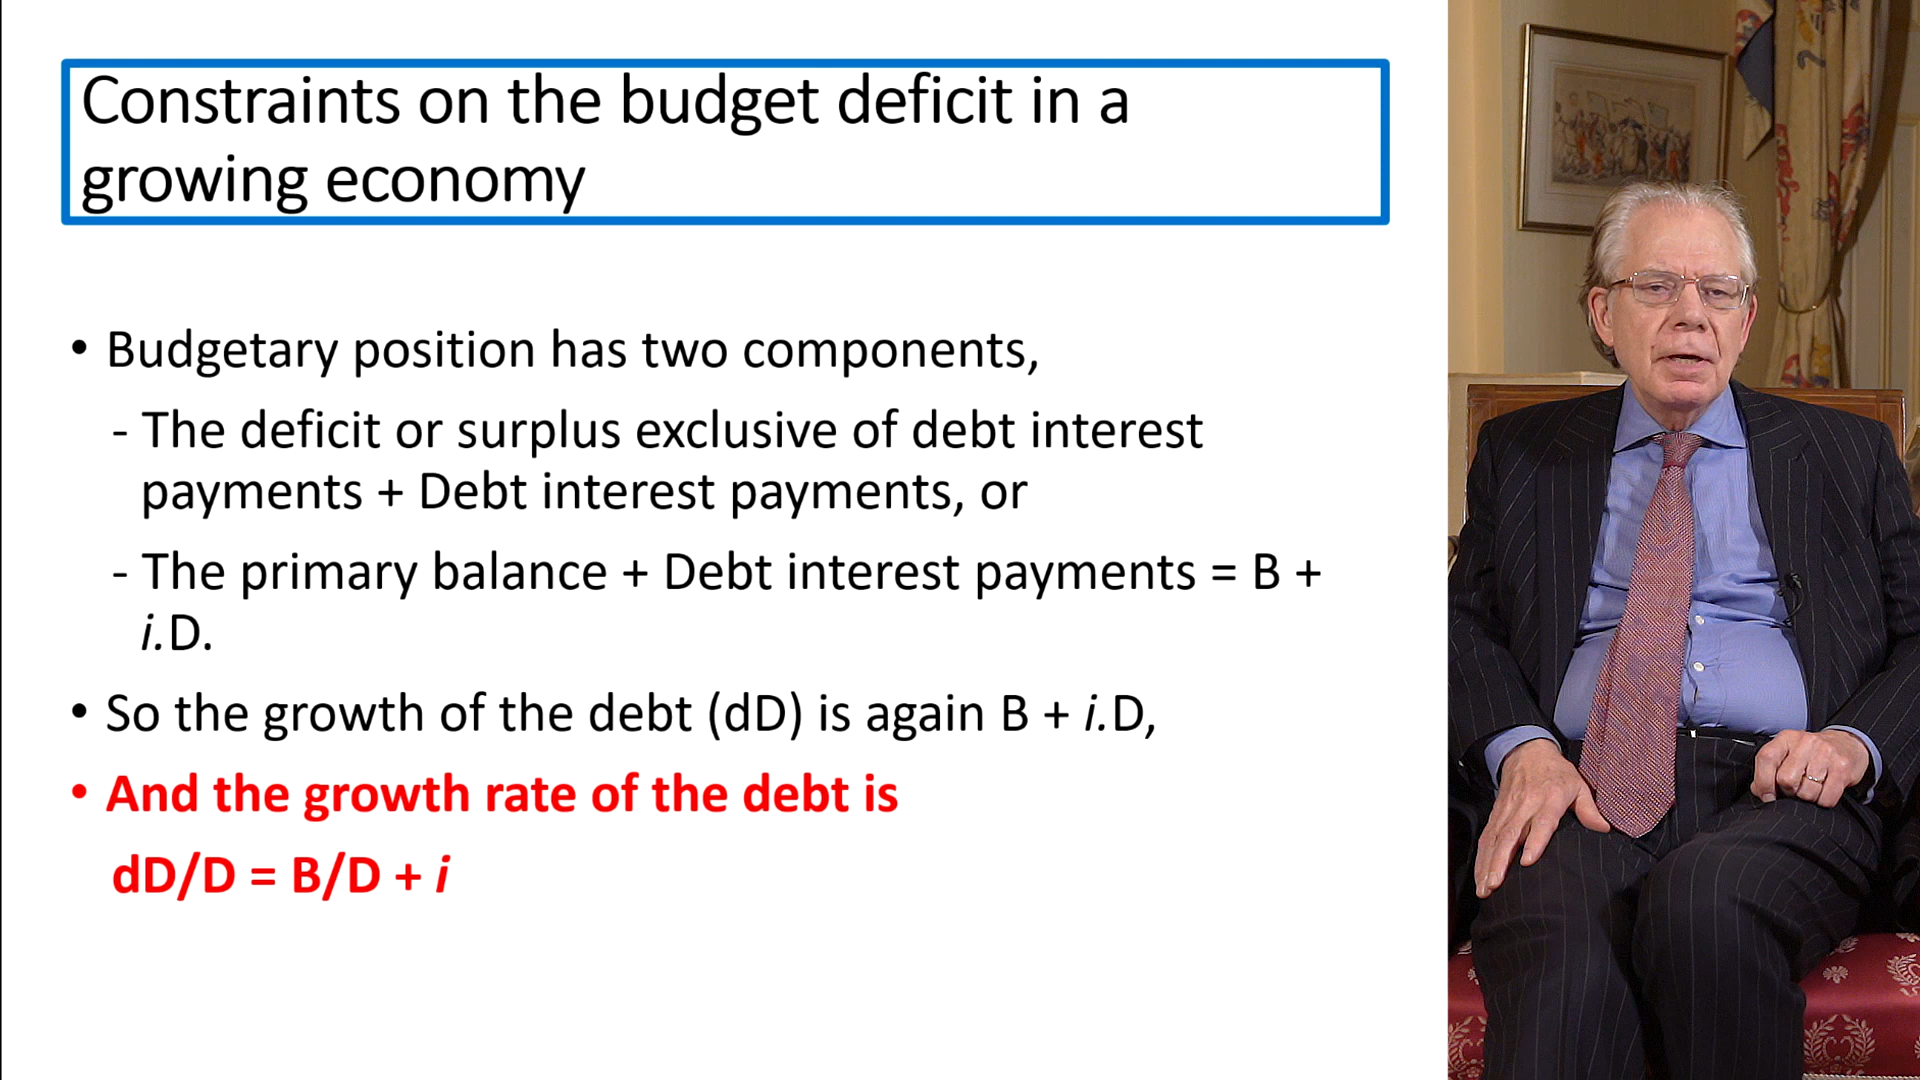 Constraints on the budget deficit in a
growing economy
• Budgetary position has two components,
- The deficit or surplus exclusive of debt interest
payments + Debt interest payments, or
- The primary balance + Debt interest payments = B +
i.D.
• So the growth of the debt (dD) is again B + i.D,
• And the growth rate of the debt is
dD/D = B/D + i